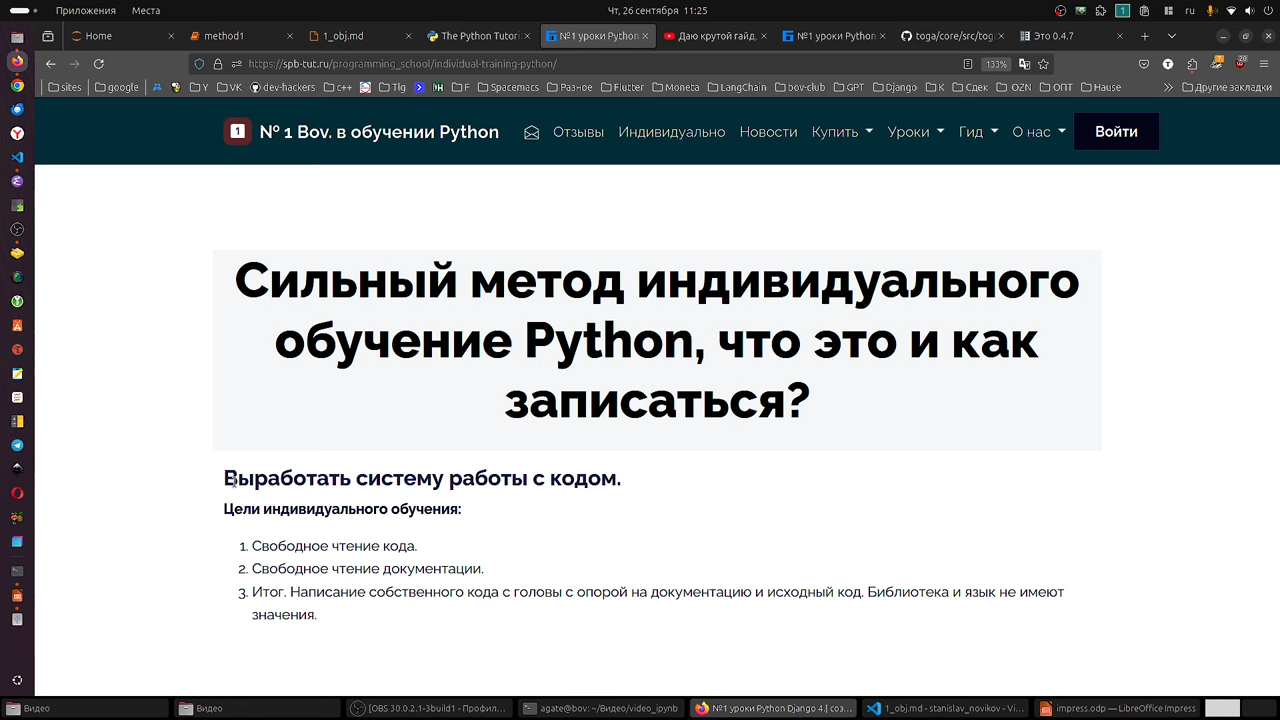 Приложения Места Чт, 26 сентября 11:25 1 ru
Home method1 1_obj.md The Python Tutori №1 уроки Python Даю крутой гайд, №1 уроки Python toga/core/src/tog Это 0.4.7
https://spb-tut.ru/programming_school/individual-training-python/ 133%
sites google Y VK dev-hackers c++ Tlg H F Spacemacs Разное Flutter Moneca LangChain bov-club GPT Django K Сдек OZN ОПТ Hause Другие закладки
1 № 1 Bov. в обучении Python Отзывы Индивидуально Новости Купить Уроки Гид О нас Войти
Сильный метод индивидуального
обучение Python, что это и как
записаться?
Выработать систему работы с кодом.
Цели индивидуального обучения:
1. Свободное чтение кода.
2. Свободное чтение документации.
3. Итог. Написание собственного кода с головы с опорой на документацию и исходный код. Библиотека и язык не имеют
значения.
Видео Видео [OBS 30.0.2.1-3build1 - Профил... agate@bov: ~/Видео/video_ipynb №1 уроки Python Django 4.| соз... 1_obj.md - stanislav_novikov - Vi... impress.odp — LibreOffice Impress